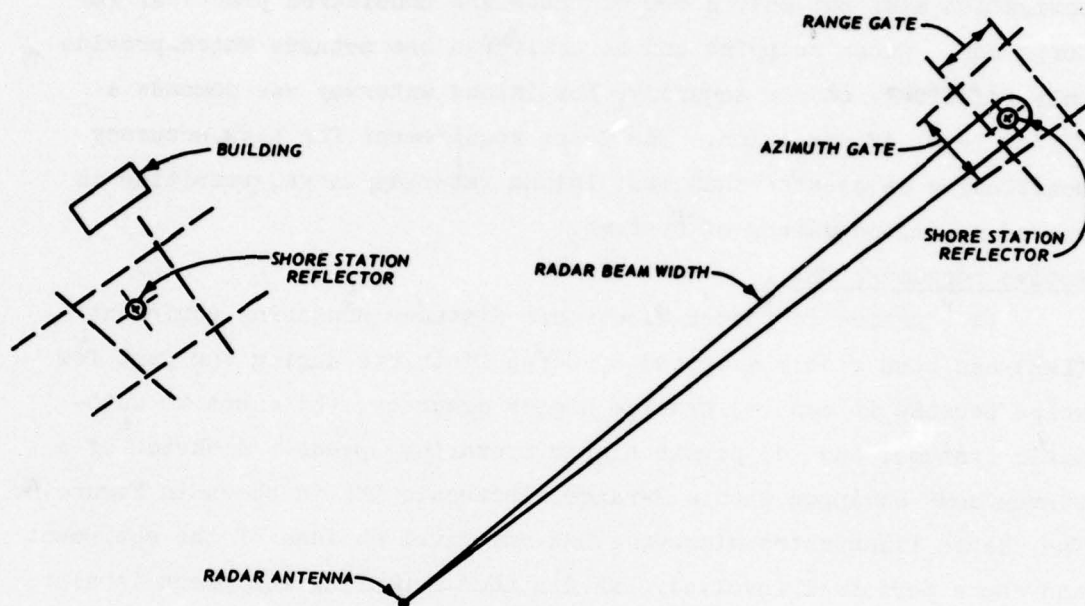 RANGE GATE
BUILDING
AZIMUTH GATE
SHORE STATION
REFLECTOR
SHORE STATION
REFLECTOR
RADAR BEAM WIDTH
RADAR ANTENNA